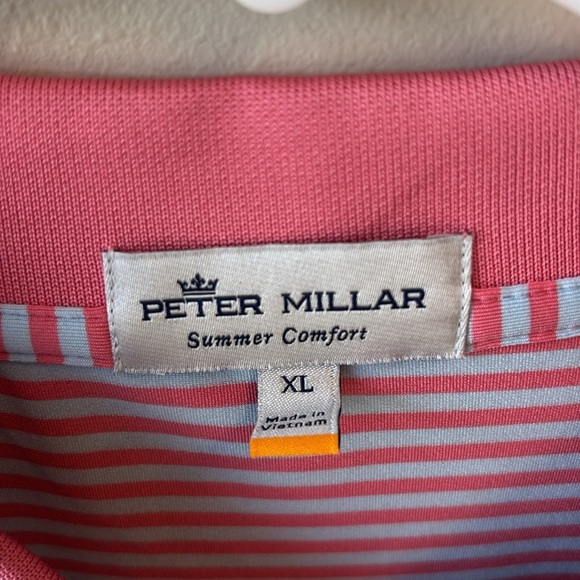 PETER MILLAR
Summer Comfort
XL
Made in
Vietnam